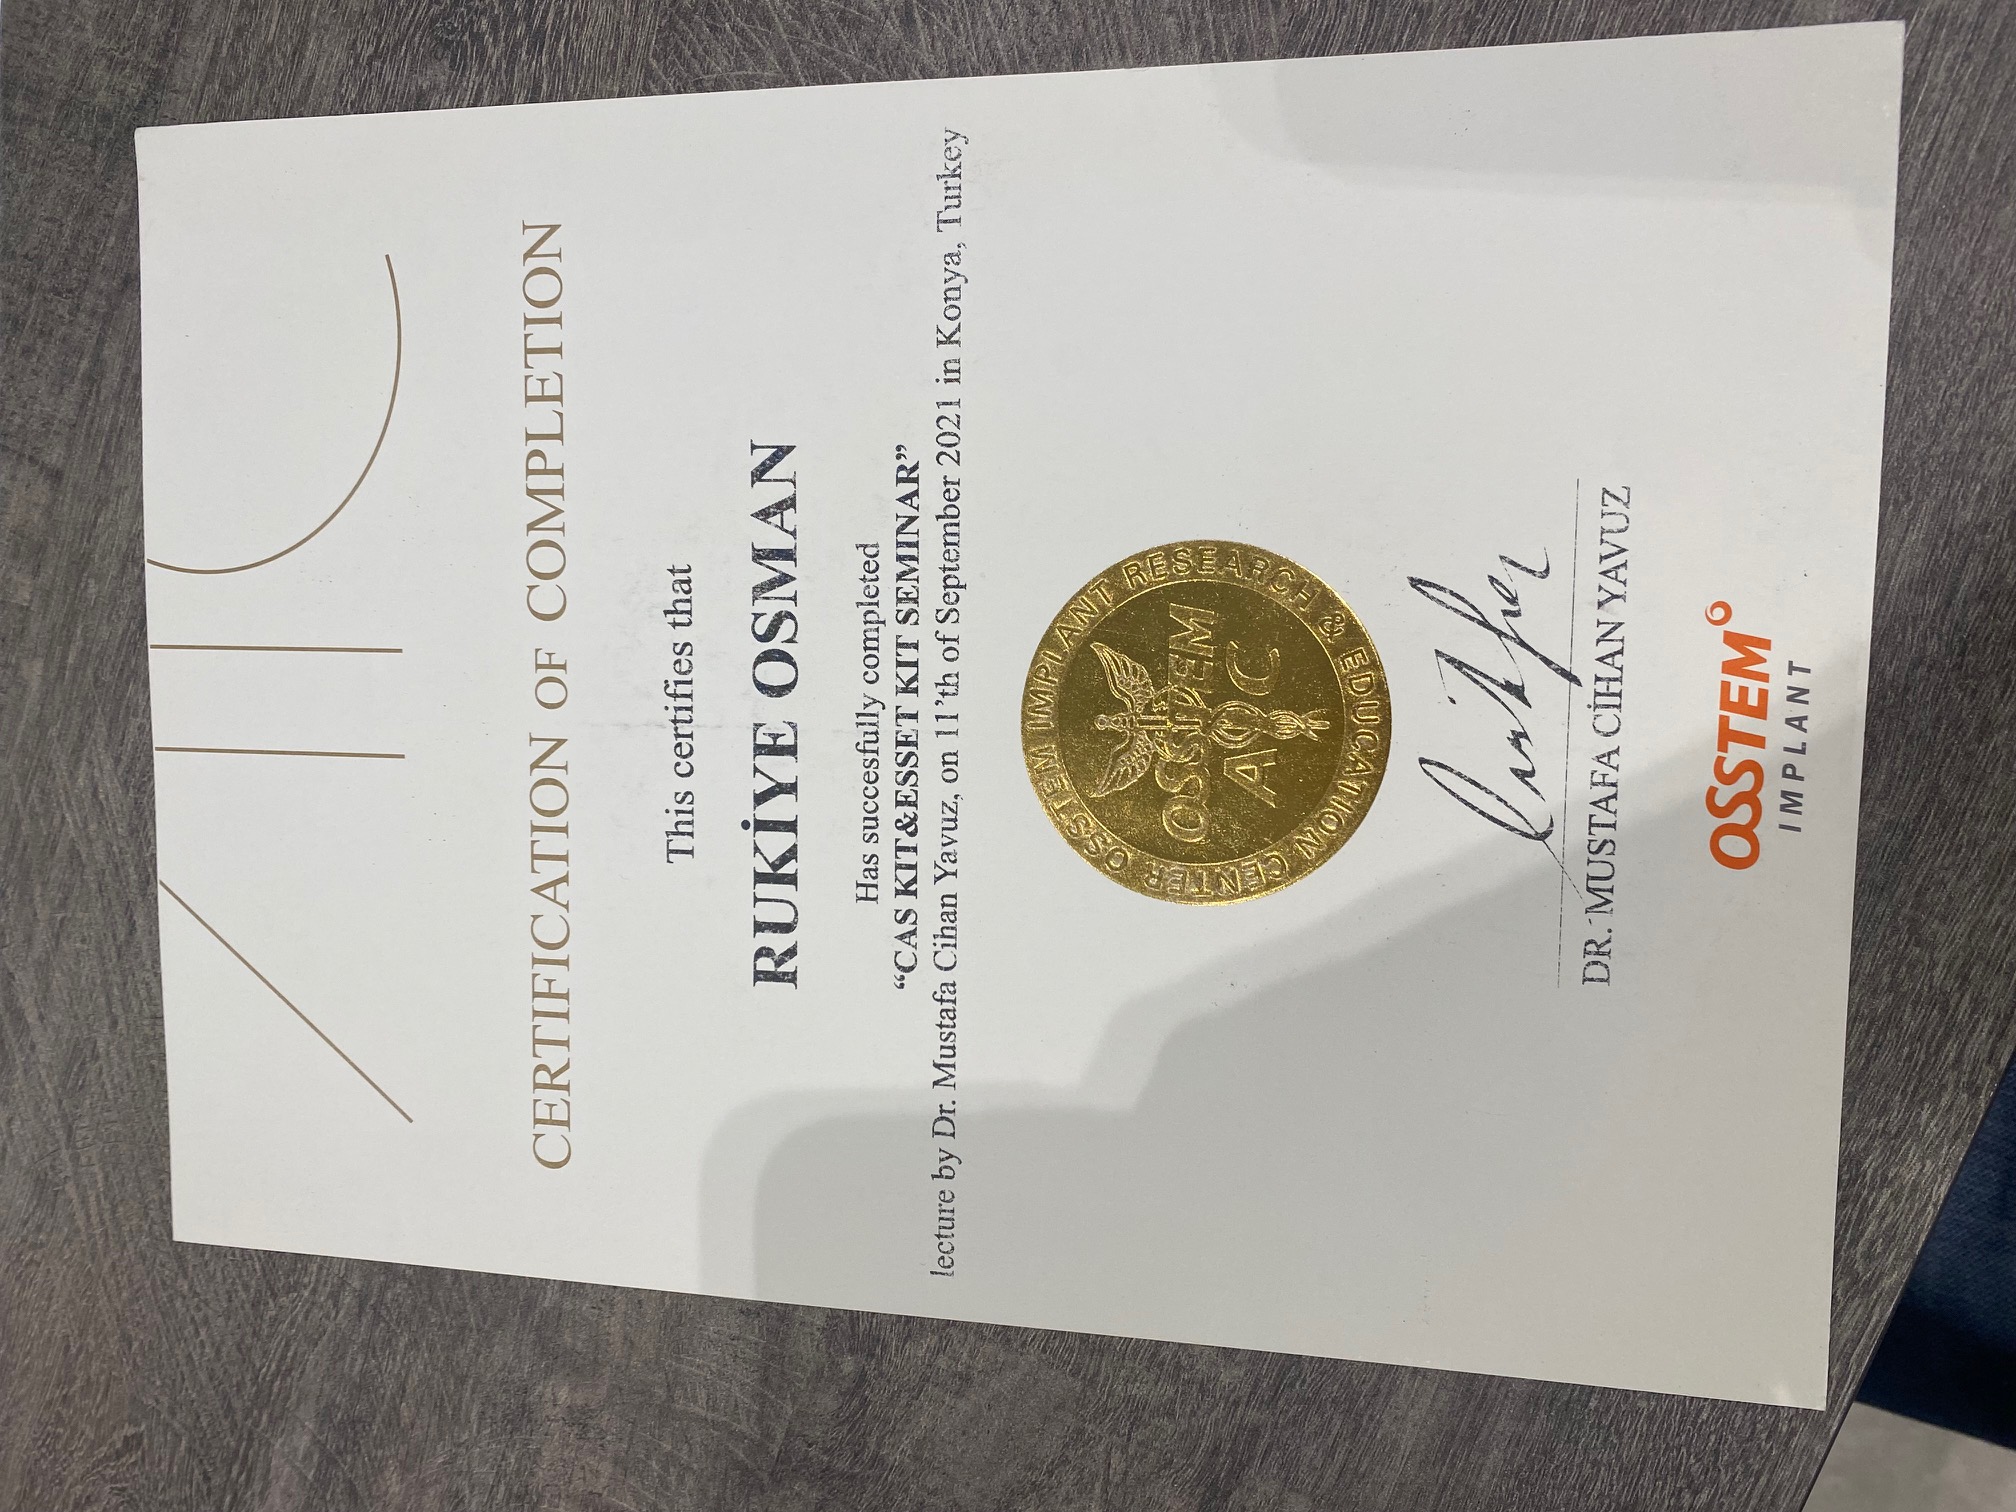 CERTIFICATION OF COMPLETION
This certifies that
RUKİYE OSMAN
Has succesfully completed
“CAS KIT&ESSET KIT SEMINAR”
lecture by Dr. Mustafa Cihan Yavuz, on 11’th of September 2021 in Konya, Turkey
OSSTEM IMPLANT RESEARCH & EDUCATION CENTER
OSSTEM
AIC
DR. MUSTAFA CİHAN YAVUZ
OSSTEM
IMPLANT